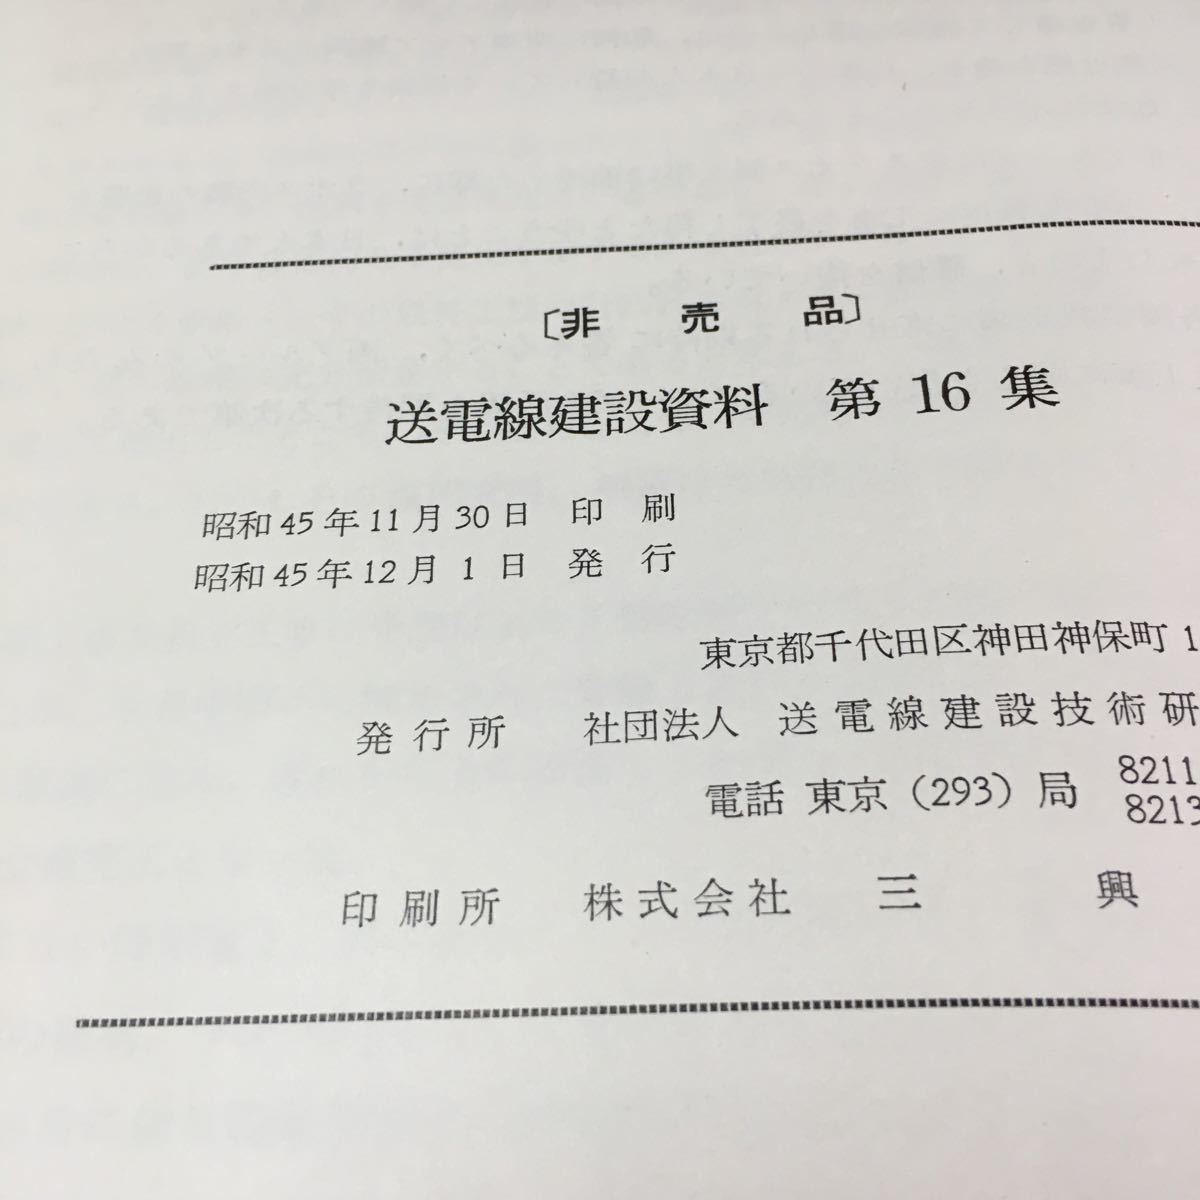 〔非　売　品〕
送電線建設資料　第 16 集
昭和 45 年 11 月 30 日　印　刷
昭和 45 年 12 月 1 日　発　行
東京都千代田区神田神保町 1
発 行 所　社団法人　送 電 線 建 設 技 術 研
電話 東京（293）局　8211
8213
印 刷 所　株 式 会 社　三　興